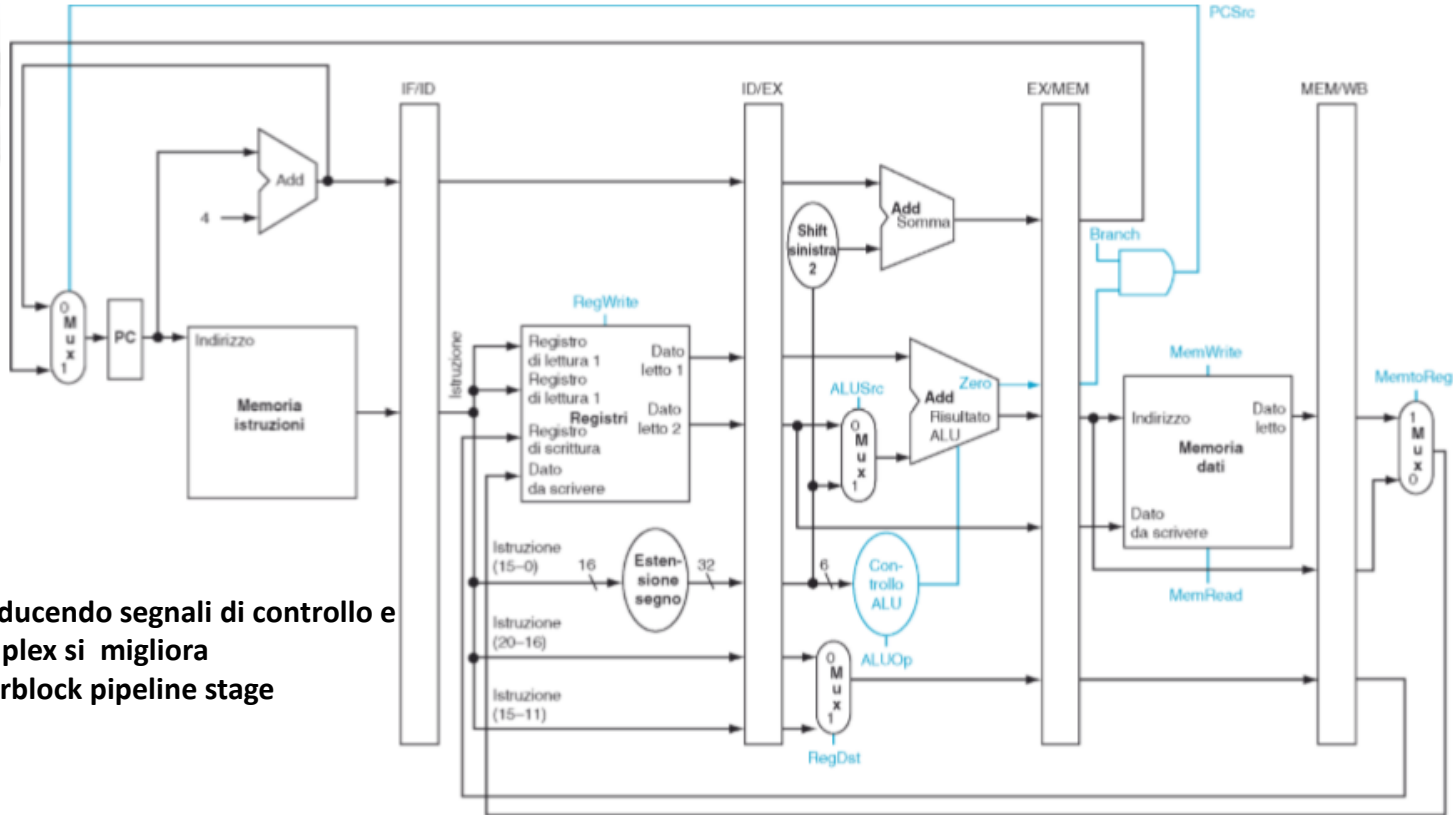 PCSrc
IF/ID
ID/EX
EX/MEM
MEM/WB
Add
4
Add
Somma
Shift
sinistra
2
Branch
0
M
u
x
1
PC
Indirizzo
Memoria
istruzioni
Istruzione
RegWrite
Registro
di lettura 1
Registro
di lettura 1
Registri
Registro
di scrittura
Dato
da scrivere
Dato
letto 1
Dato
letto 2
ALUSrc
0
M
u
x
1
Zero
Add
Risultato
ALU
MemWrite
Indirizzo
Dato
letto
Memoria
dati
Dato
da scrivere
MemRead
MemtoReg
1
M
u
x
0
Istruzione
(15–0)
16
Esten-
sione
segno
32
6
Con-
trollo
ALU
ALUOp
Istruzione
(20–16)
Istruzione
(15–11)
0
M
u
x
1
RegDst
ducendo segnali di controllo e
plex si migliora
rblock pipeline stage